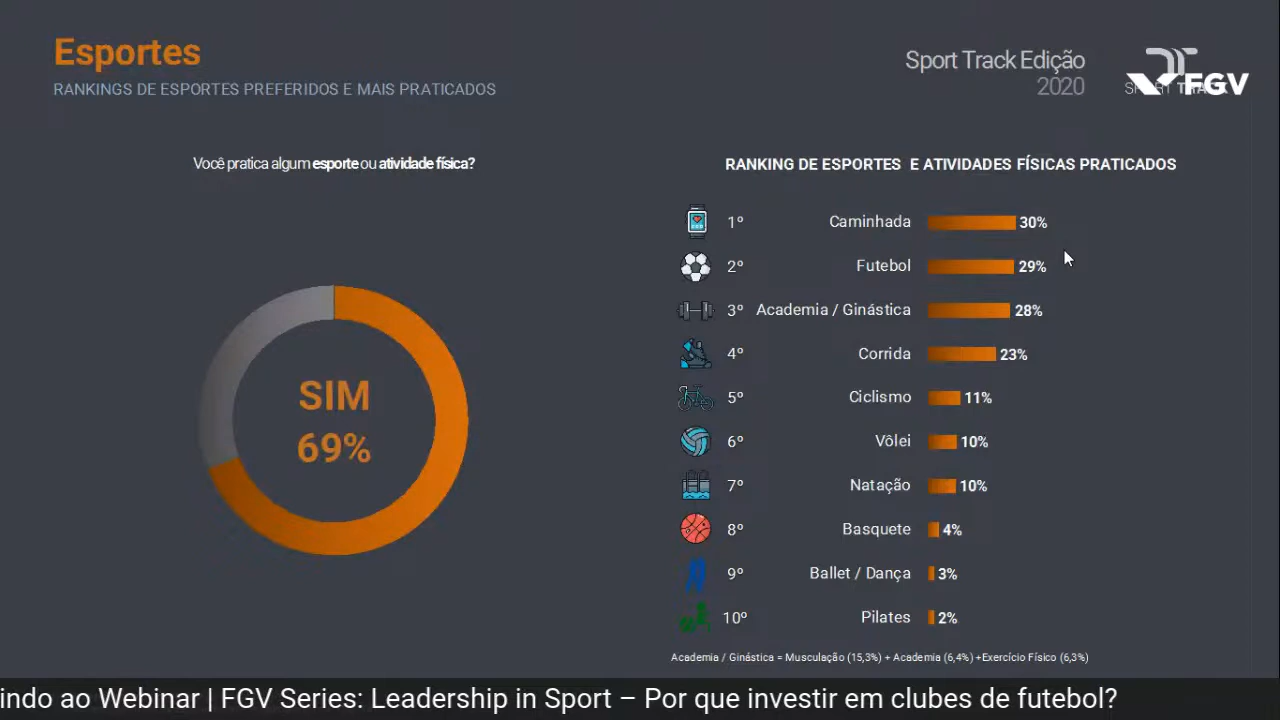 Esportes
RANKINGS DE ESPORTES PREFERIDOS E MAIS PRATICADOS
Sport Track Edição
2020
FGV
Você pratica algum esporte ou atividade física?
SIM
69%
RANKING DE ESPORTES E ATIVIDADES FÍSICAS PRATICADOS
1º Caminhada 30%
2º Futebol 29%
3º Academia / Ginástica 28%
4º Corrida 23%
5º Ciclismo 11%
6º Vôlei 10%
7º Natação 10%
8º Basquete 4%
9º Ballet / Dança 3%
10º Pilates 2%
Academia / Ginástica = Musculação (15,3%) + Academia (6,4%) +Exercício Físico (6,3%)
indo ao Webinar | FGV Series: Leadership in Sport – Por que investir em clubes de futebol?